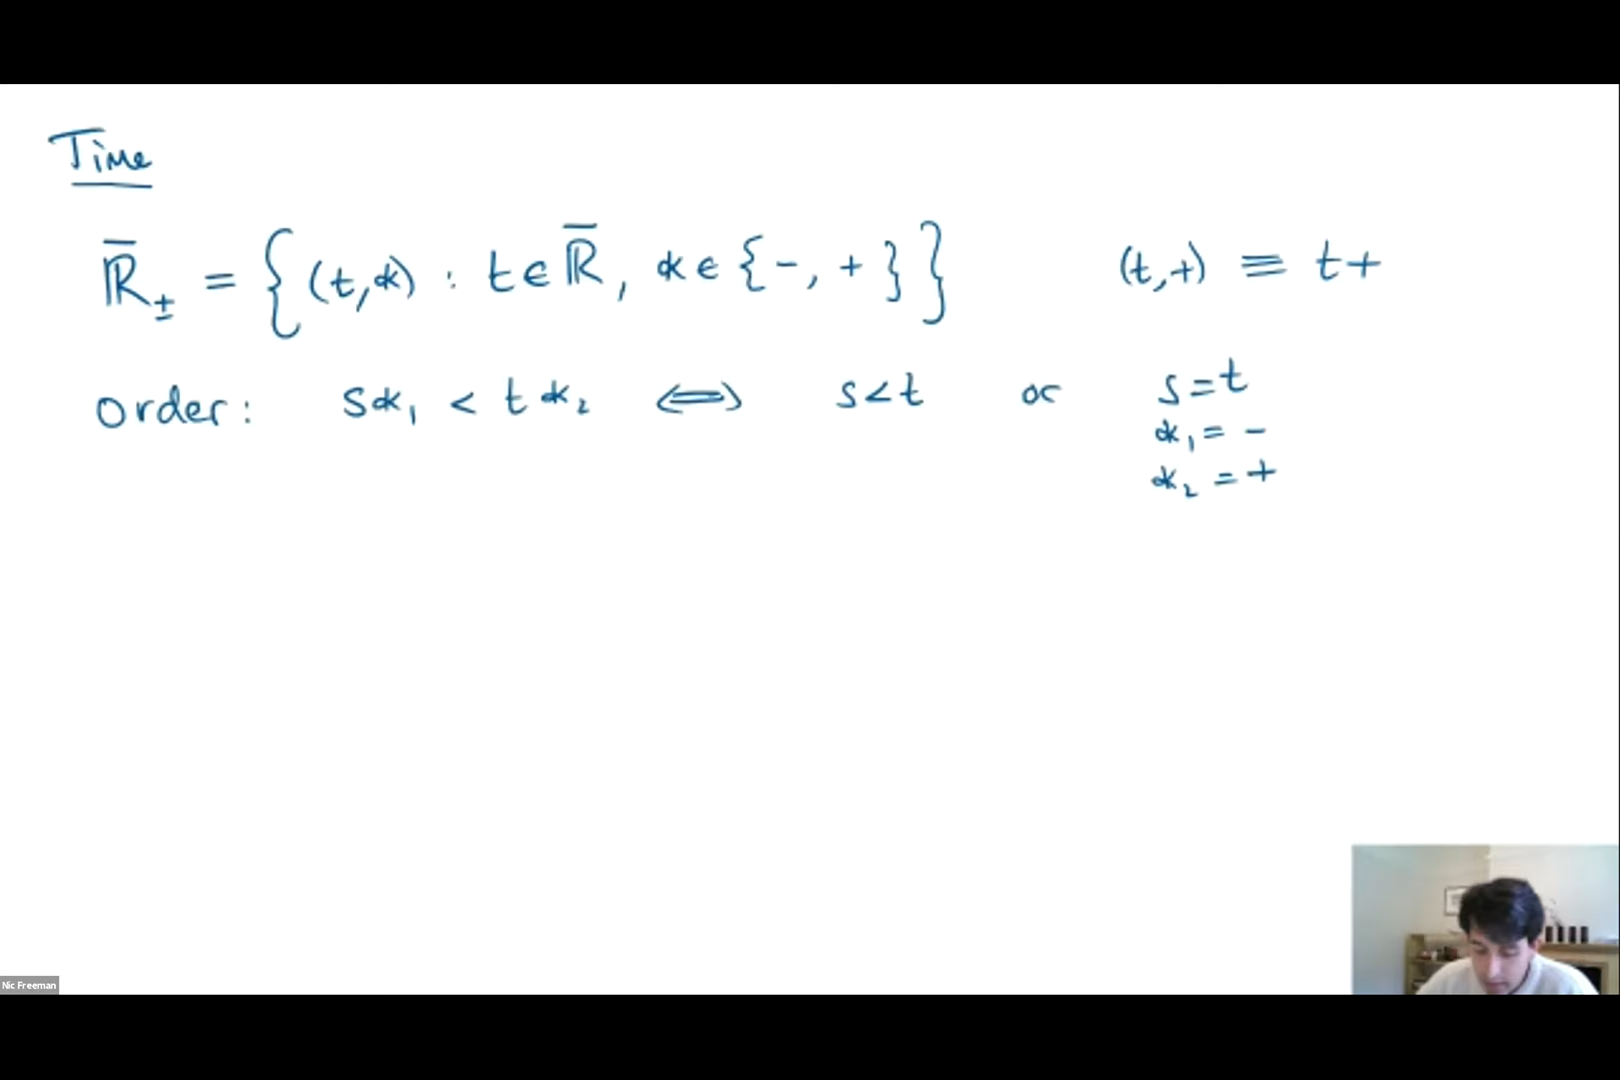 Time
ℝ̄± = {(t,α) : t∈ℝ̄, α∈{-,+}} (t,+) ≡ t+
Order: sα₁ < tα₂ ⟺ s<t or s=t
α₁ = -
α₂ = +
Nic Freeman